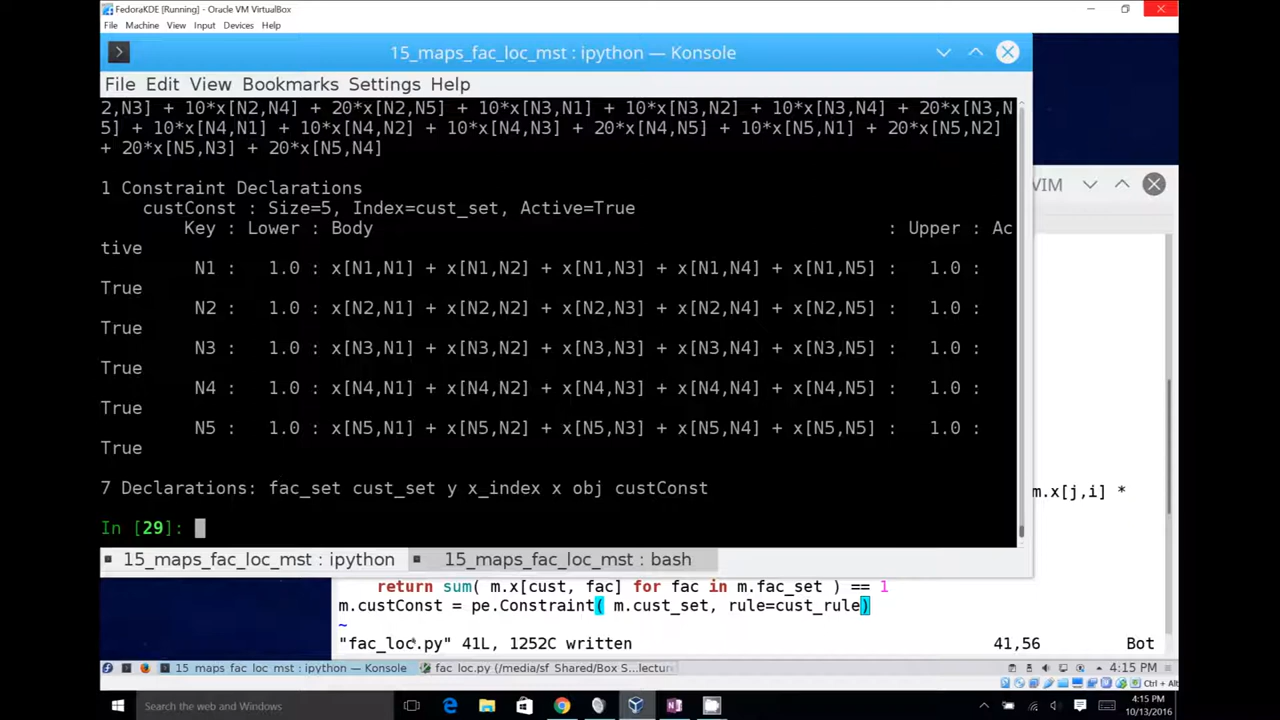 FedoraKDE [Running] - Oracle VM VirtualBox
File Machine View Input Devices Help
15_maps_fac_loc_mst : ipython — Konsole
File Edit View Bookmarks Settings Help
2,N3] + 10*x[N2,N4] + 20*x[N2,N5] + 10*x[N3,N1] + 10*x[N3,N2] + 10*x[N3,N4] + 20*x[N3,N
5] + 10*x[N4,N1] + 10*x[N4,N2] + 10*x[N4,N3] + 20*x[N4,N5] + 10*x[N5,N1] + 20*x[N5,N2]
+ 20*x[N5,N3] + 20*x[N5,N4]
1 Constraint Declarations
custConst : Size=5, Index=cust_set, Active=True
Key : Lower : Body : Upper : Ac
tive
N1 : 1.0 : x[N1,N1] + x[N1,N2] + x[N1,N3] + x[N1,N4] + x[N1,N5] : 1.0 :
True
N2 : 1.0 : x[N2,N1] + x[N2,N2] + x[N2,N3] + x[N2,N4] + x[N2,N5] : 1.0 :
True
N3 : 1.0 : x[N3,N1] + x[N3,N2] + x[N3,N3] + x[N3,N4] + x[N3,N5] : 1.0 :
True
N4 : 1.0 : x[N4,N1] + x[N4,N2] + x[N4,N3] + x[N4,N4] + x[N4,N5] : 1.0 :
True
N5 : 1.0 : x[N5,N1] + x[N5,N2] + x[N5,N3] + x[N5,N4] + x[N5,N5] : 1.0 :
True
7 Declarations: fac_set cust_set y x_index x obj custConst
In [29]:
VIM
m.x[j,i] *
15_maps_fac_loc_mst : ipython
15_maps_fac_loc_mst : bash
return sum( m.x[cust, fac] for fac in m.fac_set ) == 1
m.custConst = pe.Constraint( m.cust_set, rule=cust_rule)
~
"fac_loc.py" 41L, 1252C written 41,56 Bot
15_maps_fac_loc_mst : ipython — Konsole
fac_loc.py (/media/sf_Shared/Box S...lectur
4:15 PM
Ctrl + Alt
Search the web and Windows
4:15 PM
10/13/2016